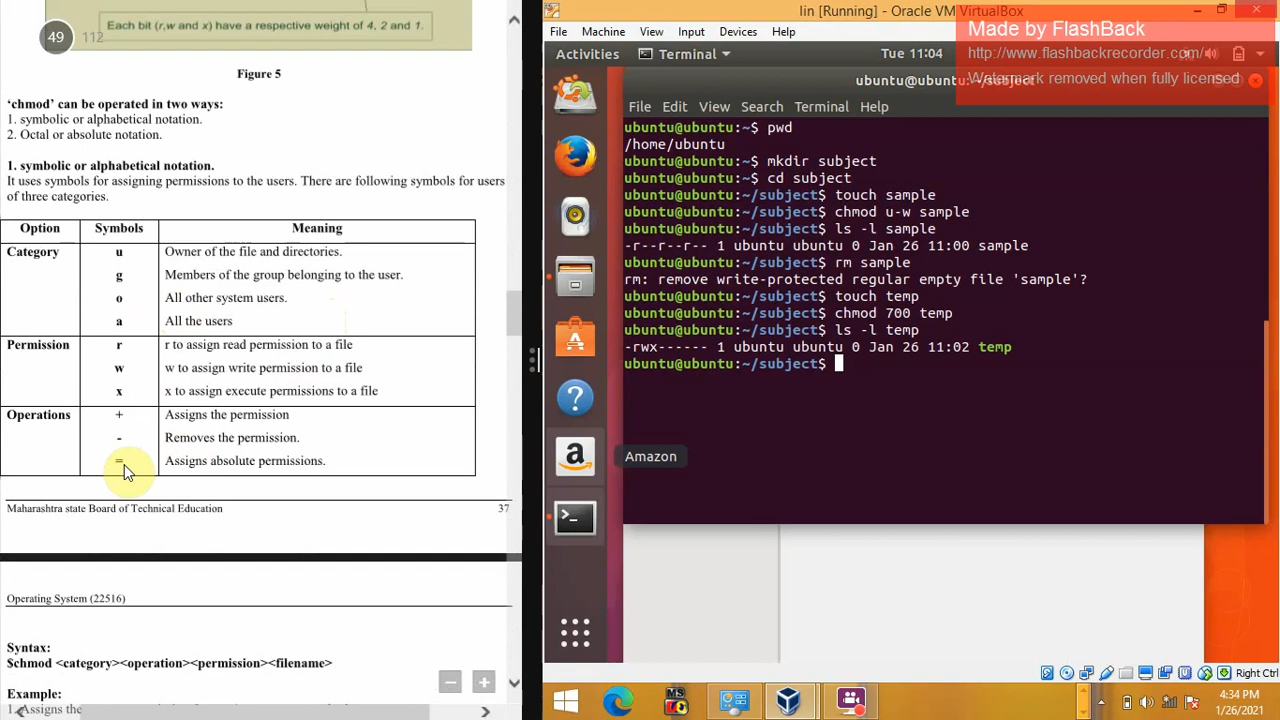 Each bit (r,w and x) have a respective weight of 4, 2 and 1.
49
112
Figure 5
‘chmod’ can be operated in two ways:
1. symbolic or alphabetical notation.
2. Octal or absolute notation.
1. symbolic or alphabetical notation.
It uses symbols for assigning permissions to the users. There are following symbols for users
of three categories.
Option Symbols Meaning
Category u Owner of the file and directories.
g Members of the group belonging to the user.
o All other system users.
a All the users
Permission r r to assign read permission to a file
w w to assign write permission to a file
x x to assign execute permissions to a file
Operations + Assigns the permission
- Removes the permission.
= Assigns absolute permissions.
Maharashtra state Board of Technical Education 37
Operating System (22516)
Syntax:
$chmod <category><operation><permission><filename>
Example:
1. Assigns the
lin [Running] - Oracle VM VirtualBox
File Machine View Input Devices Help
Made by FlashBack
http://www.flashbackrecorder.com/
Watermark removed when fully licensed
Activities Terminal Tue 11:04
ubuntu@ubuntu: ~/subject
File Edit View Search Terminal Help
ubuntu@ubuntu:~$ pwd
/home/ubuntu
ubuntu@ubuntu:~$ mkdir subject
ubuntu@ubuntu:~$ cd subject
ubuntu@ubuntu:~/subject$ touch sample
ubuntu@ubuntu:~/subject$ chmod u-w sample
ubuntu@ubuntu:~/subject$ ls -l sample
-r--r--r-- 1 ubuntu ubuntu 0 Jan 26 11:00 sample
ubuntu@ubuntu:~/subject$ rm sample
rm: remove write-protected regular empty file 'sample'?
ubuntu@ubuntu:~/subject$ touch temp
ubuntu@ubuntu:~/subject$ chmod 700 temp
ubuntu@ubuntu:~/subject$ ls -l temp
-rwx------ 1 ubuntu ubuntu 0 Jan 26 11:02 temp
ubuntu@ubuntu:~/subject$
Amazon
Right Ctrl
MS
4:34 PM
1/26/2021